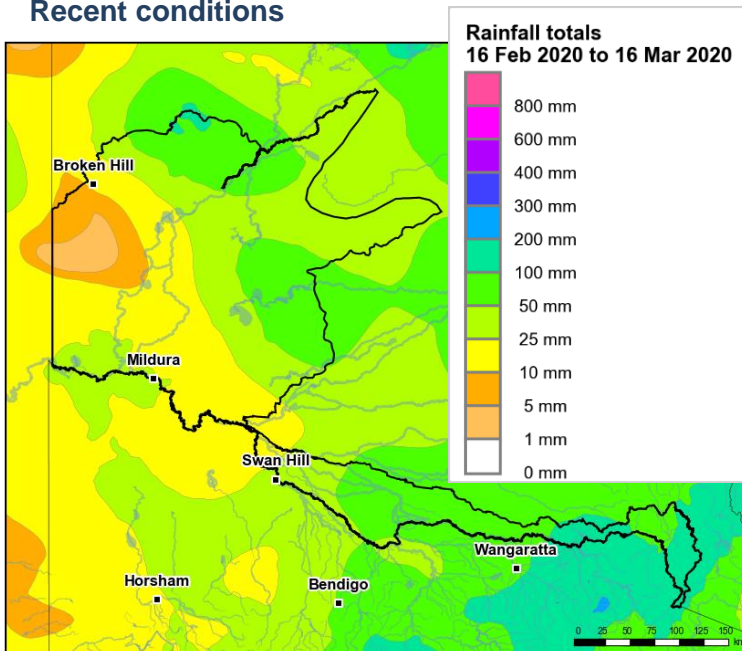 Recent conditions
Rainfall totals
16 Feb 2020 to 16 Mar 2020
800 mm
600 mm
400 mm
300 mm
200 mm
100 mm
50 mm
25 mm
10 mm
5 mm
1 mm
0 mm
Broken Hill
Mildura
Swan Hill
Wangaratta
Horsham
Bendigo
0 25 50 75 100 125 150